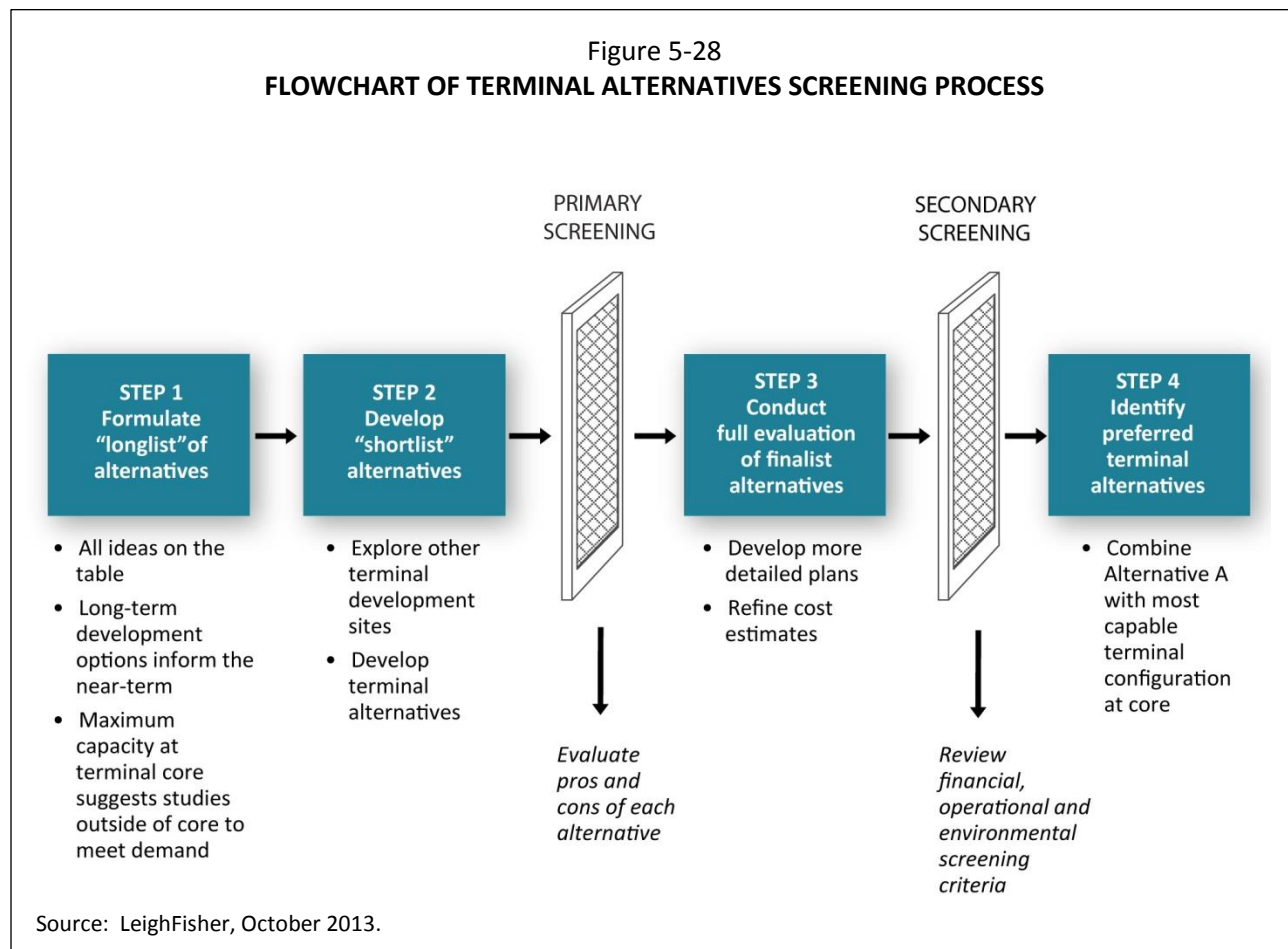 Figure 5-28
FLOWCHART OF TERMINAL ALTERNATIVES SCREENING PROCESS
PRIMARY
SCREENING
SECONDARY
SCREENING
STEP 1
Formulate
“longlist”of
alternatives
STEP 2
Develop
“shortlist”
alternatives
STEP 3
Conduct
full evaluation
of finalist
alternatives
STEP 4
Identify
preferred
terminal
alternatives
• All ideas on the
table
• Long-term
development
options inform the
near-term
• Maximum
capacity at
terminal core
suggests studies
outside of core to
meet demand
• Explore other
terminal
development
sites
• Develop
terminal
alternatives
Evaluate
pros and
cons of each
alternative
• Develop more
detailed plans
• Refine cost
estimates
Review
financial,
operational and
environmental
screening
criteria
• Combine
Alternative A
with most
capable
terminal
configuration
at core
Source: LeighFisher, October 2013.